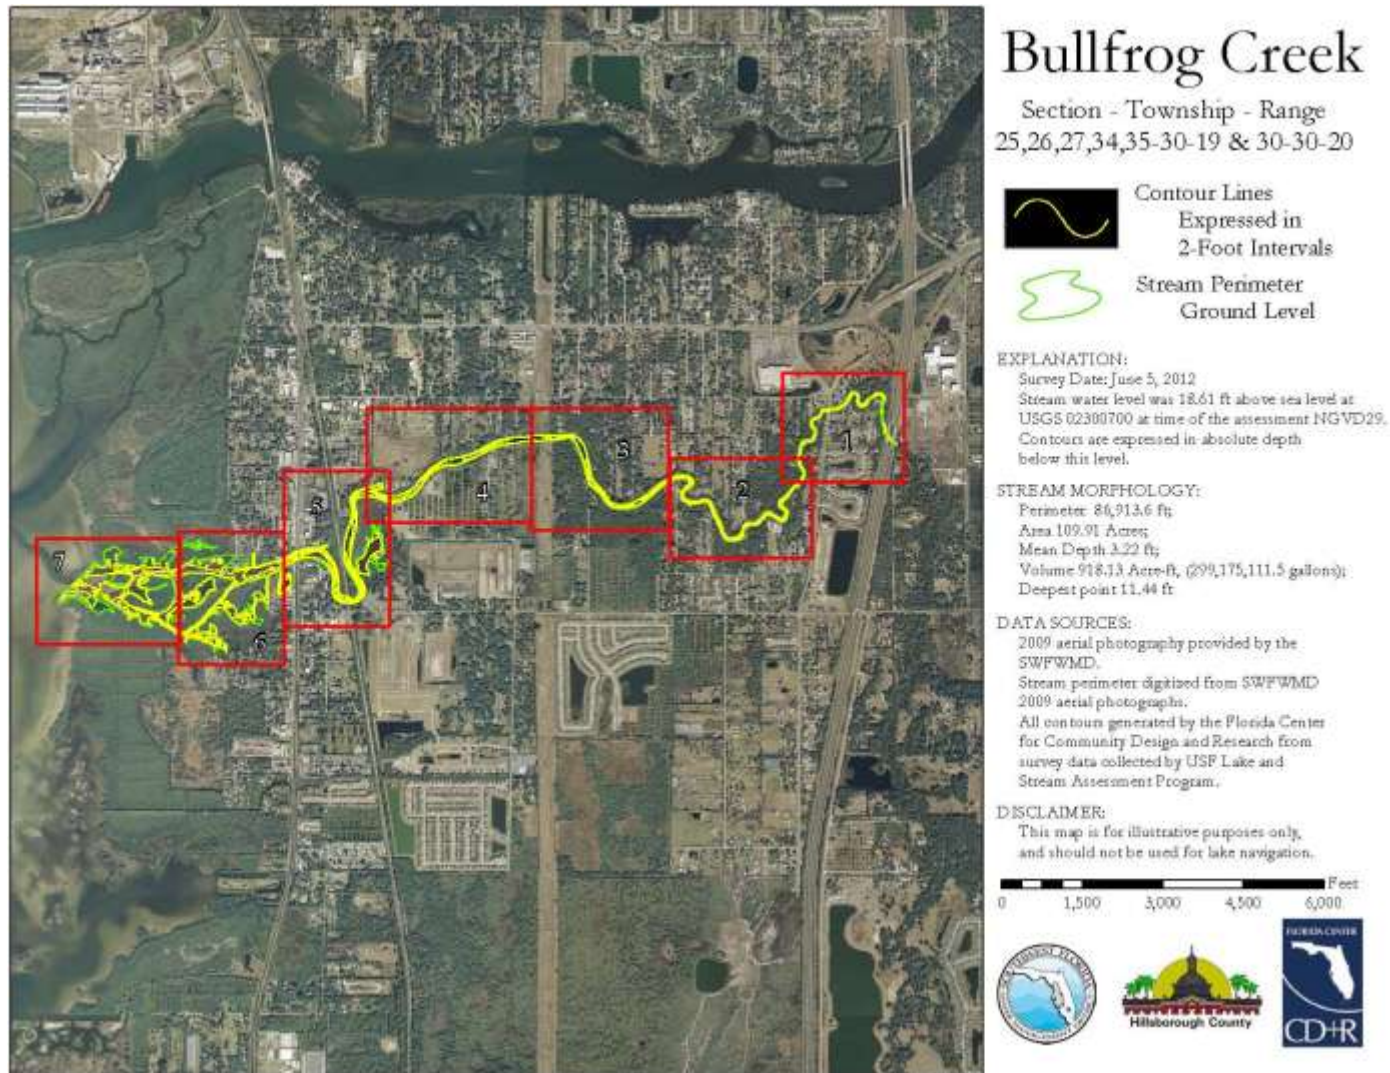 Bullfrog Creek
Section - Township - Range
25,26,27,34,35-30-19 & 30-30-20
Contour Lines
Expressed in
2-Foot Intervals
Stream Perimeter
Ground Level
EXPLANATION:
Survey Date: June 5, 2012
Stream water level was 18.61 ft above sea level at
USGS 02300700 at time of the assessment NGVD29.
Contours are expressed in absolute depth
below this level.
STREAM MORPHOLOGY:
Perimeter 86,913.6 ft;
Area 109.91 Acres;
Mean Depth 3.22 ft;
Volume 918.13 Acre-ft, (299,175,111.5 gallons);
Deepest point 11.44 ft
DATA SOURCES:
2009 aerial photography provided by the
SWFWMD.
Stream perimeter digitized from SWFWMD
2009 aerial photographs.
All contours generated by the Florida Center
for Community Design and Research from
survey data collected by USF Lake and
Stream Assessment Program.
DISCLAIMER:
This map is for illustrative purposes only,
and should not be used for lake navigation.
Feet
0 1,500 3,000 4,500 6,000
Hillsborough County
FLORIDA CENTER
CD+R
1
2
3
4
5
6
7